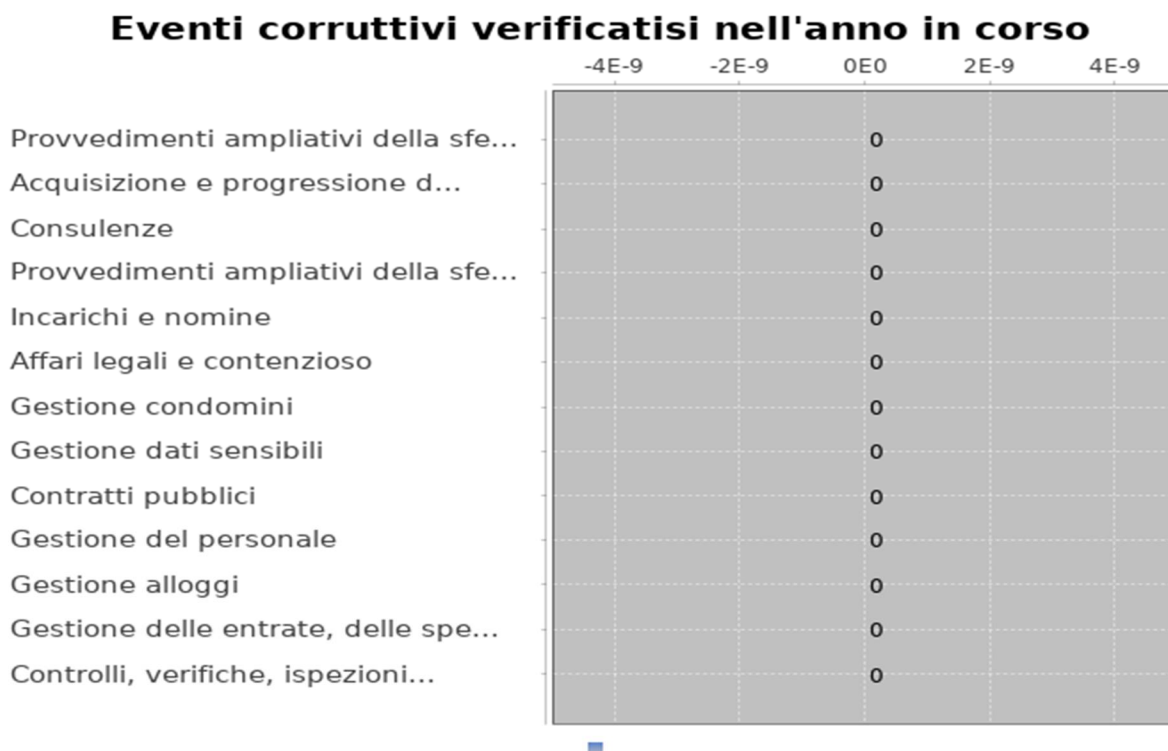 Eventi corruttivi verificatisi nell'anno in corso
-4E-9 -2E-9 0E0 2E-9 4E-9
Provvedimenti ampliativi della sfe... 0
Acquisizione e progressione d... 0
Consulenze 0
Provvedimenti ampliativi della sfe... 0
Incarichi e nomine 0
Affari legali e contenzioso 0
Gestione condomini 0
Gestione dati sensibili 0
Contratti pubblici 0
Gestione del personale 0
Gestione alloggi 0
Gestione delle entrate, delle spe... 0
Controlli, verifiche, ispezioni... 0